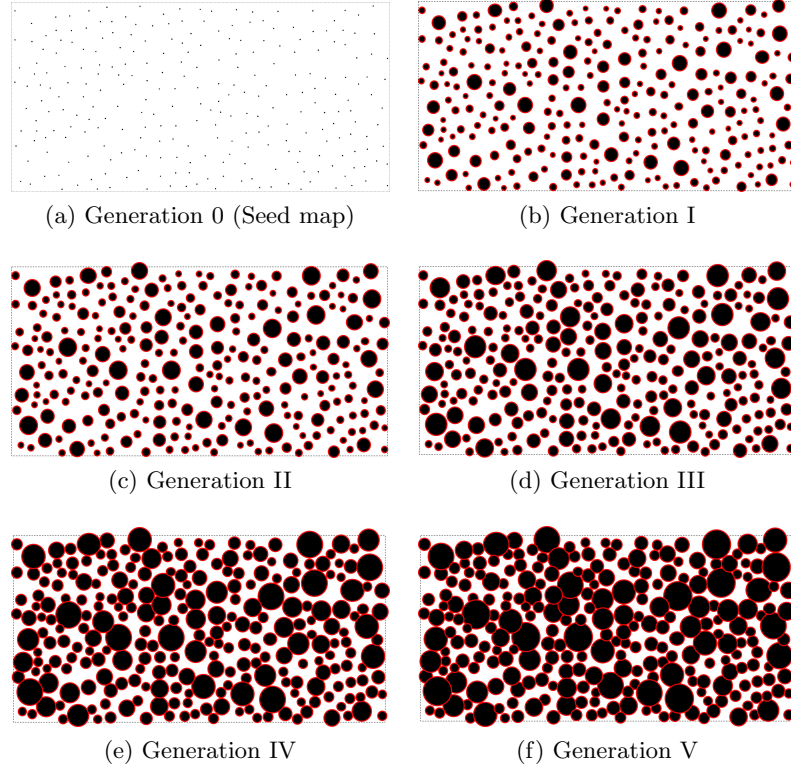 (a) Generation 0 (Seed map)
(b) Generation I
(c) Generation II
(d) Generation III
(e) Generation IV
(f) Generation V